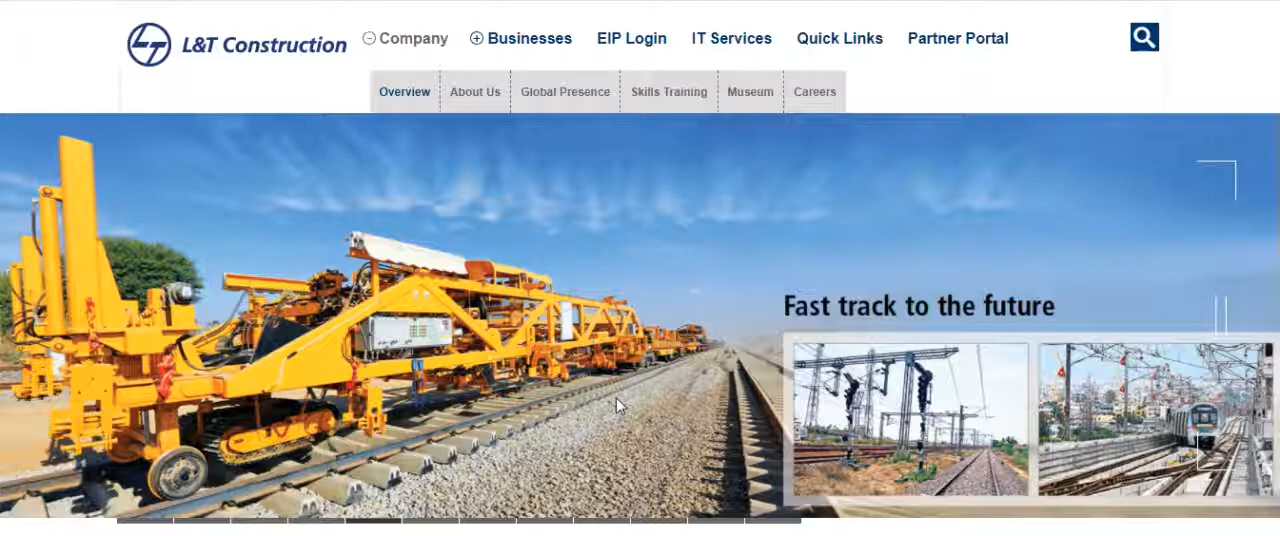 L&T Construction
Company Businesses EIP Login IT Services Quick Links Partner Portal
Overview About Us Global Presence Skills Training Museum Careers
Fast track to the future